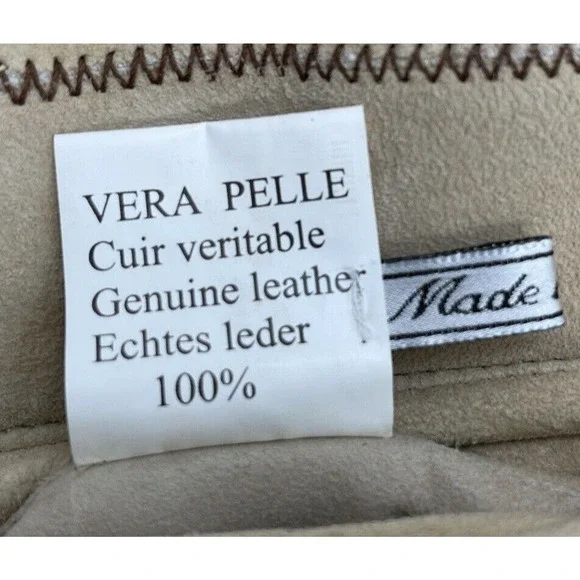 VERA PELLE
Cuir veritable
Genuine leather
Echtes leder
100%
Made